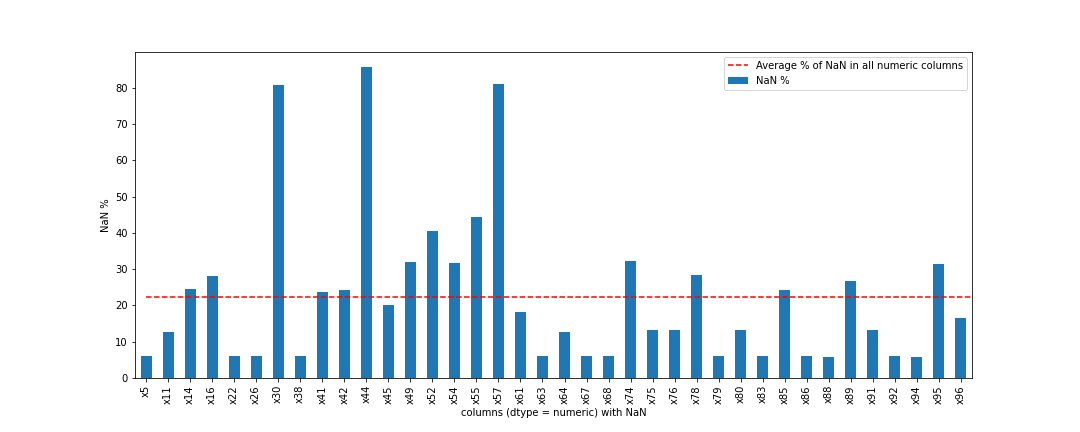 Average % of NaN in all numeric columns
NaN %
80
70
60
50
40
30
20
10
0
NaN %
x5 x11 x14 x16 x22 x26 x30 x38 x41 x42 x44 x45 x49 x52 x54 x55 x57 x61 x63 x64 x67 x68 x74 x75 x76 x78 x79 x80 x83 x85 x86 x88 x89 x91 x92 x94 x95 x96
columns (dtype = numeric) with NaN